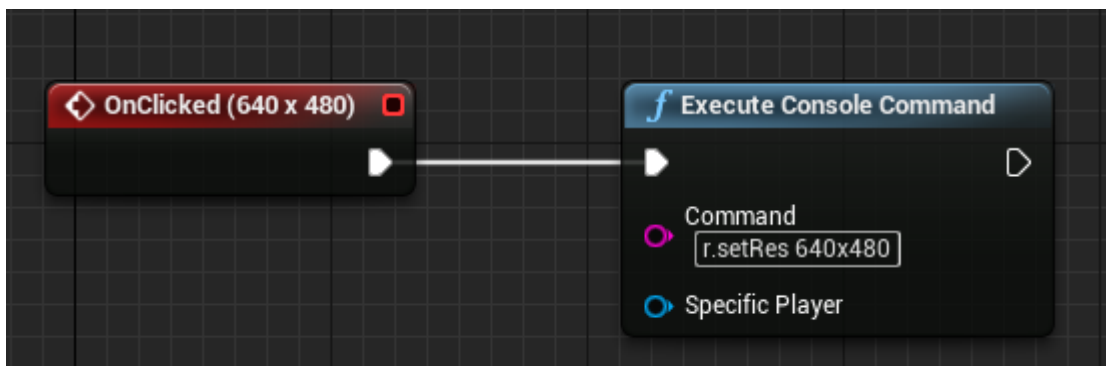 OnClicked (640 x 480)
f Execute Console Command
Command
r.setRes 640x480
Specific Player